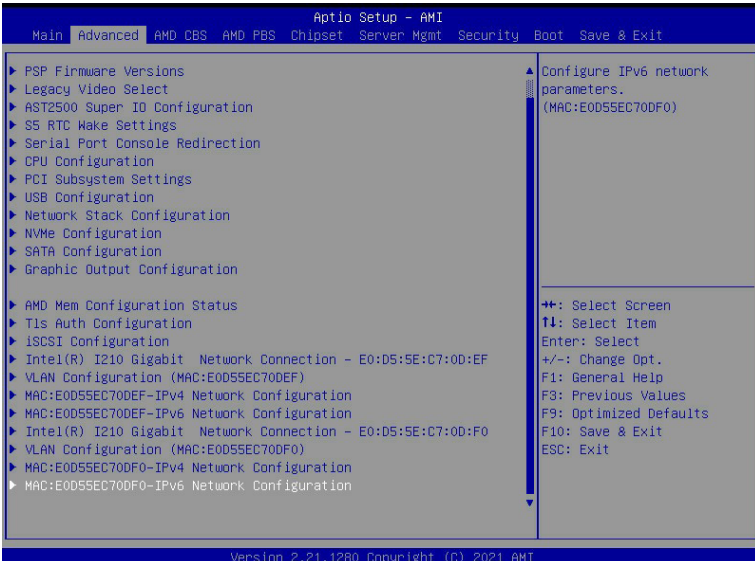 Aptio Setup – AMI
Main Advanced AMD CBS AMD PBS Chipset Server Mgmt Security Boot Save & Exit
PSP Firmware Versions
Legacy Video Select
AST2500 Super IO Configuration
S5 RTC Wake Settings
Serial Port Console Redirection
CPU Configuration
PCI Subsystem Settings
USB Configuration
Network Stack Configuration
NVMe Configuration
SATA Configuration
Graphic Output Configuration
AMD Mem Configuration Status
Tls Auth Configuration
iSCSI Configuration
Intel(R) I210 Gigabit  Network Connection – E0:D5:5E:C7:0D:EF
VLAN Configuration (MAC:E0D55EC70DEF)
MAC:E0D55EC70DEF-IPv4 Network Configuration
MAC:E0D55EC70DEF-IPv6 Network Configuration
Intel(R) I210 Gigabit  Network Connection – E0:D5:5E:C7:0D:F0
VLAN Configuration (MAC:E0D55EC70DF0)
MAC:E0D55EC70DF0-IPv4 Network Configuration
MAC:E0D55EC70DF0-IPv6 Network Configuration
Configure IPv6 network
parameters.
(MAC:E0D55EC70DF0)
→←: Select Screen
↑↓: Select Item
Enter: Select
+/-: Change Opt.
F1: General Help
F3: Previous Values
F9: Optimized Defaults
F10: Save & Exit
ESC: Exit
Version 2.21.1280 Copyright (C) 2021 AMI